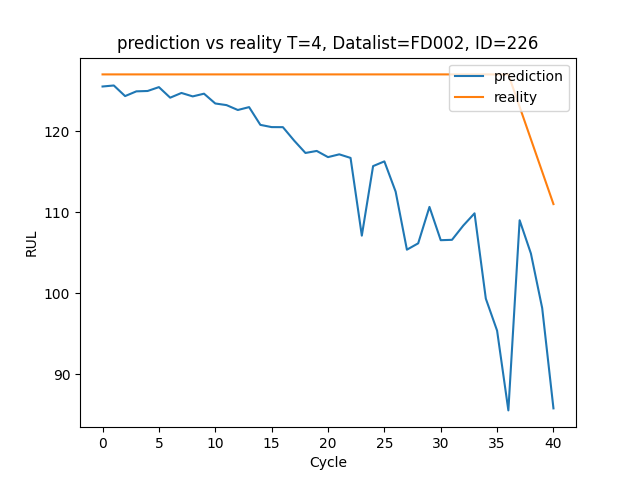 prediction vs reality T=4, Datalist=FD002, ID=226
prediction
reality
RUL
120
110
100
90
0 5 10 15 20 25 30 35 40
Cycle